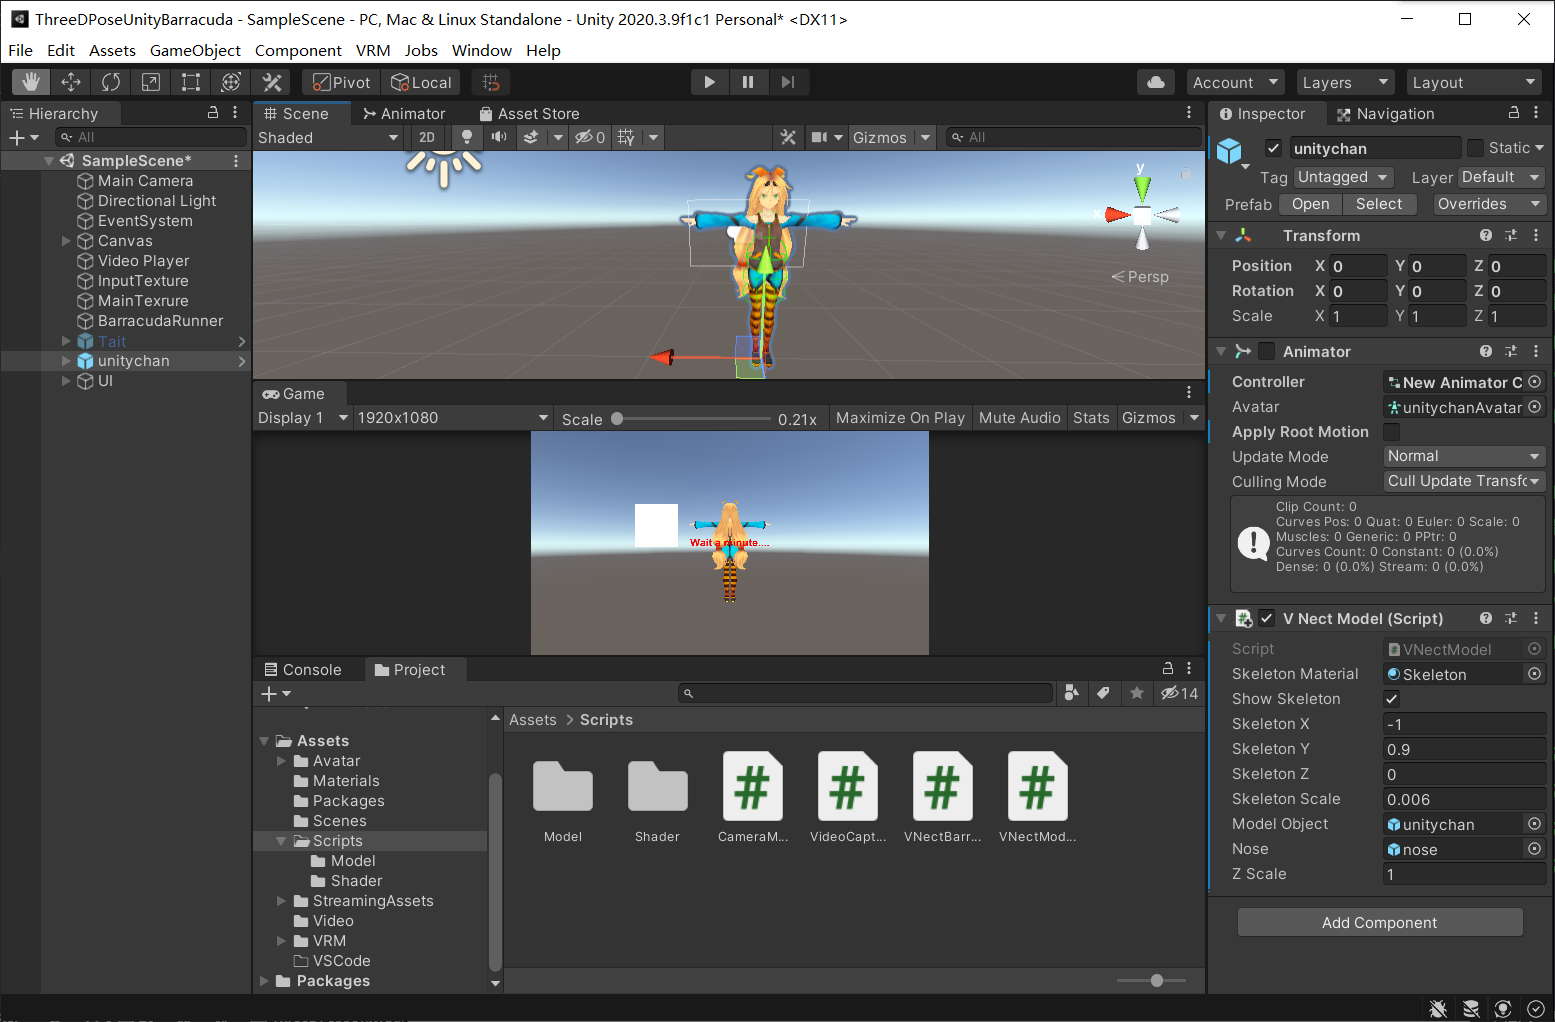 ThreeDPoseUnityBarracuda - SampleScene - PC, Mac & Linux Standalone - Unity 2020.3.9f1c1 Personal* <DX11>
File Edit Assets GameObject Component VRM Jobs Window Help
Pivot Local Account Layers Layout
Hierarchy
All
SampleScene*
Main Camera
Directional Light
EventSystem
Canvas
Video Player
InputTexture
MainTexrure
BarracudaRunner
Tait
unitychan
UI
Scene Animator Asset Store
Shaded 2D 0 Gizmos All
y
Persp
Game
Display 1 1920x1080 Scale 0.21x Maximize On Play Mute Audio Stats Gizmos
Wait a minute....
Console Project
14
Assets
Avatar
Materials
Packages
Scenes
Scripts
Model
Shader
StreamingAssets
Video
VRM
VSCode
Packages
Assets > Scripts
Model
Shader
CameraM...
VideoCapt...
VNectBarr...
VNectMod...
Inspector Navigation
unitychan Static
Tag Untagged Layer Default
Prefab Open Select Overrides
Transform
Position X 0 Y 0 Z 0
Rotation X 0 Y 0 Z 0
Scale X 1 Y 1 Z 1
Animator
Controller New Animator C
Avatar unitychanAvatar
Apply Root Motion
Update Mode Normal
Culling Mode Cull Update Transfo
Clip Count: 0
Curves Pos: 0 Quat: 0 Euler: 0 Scale: 0
Muscles: 0 Generic: 0 PPtr: 0
Curves Count: 0 Constant: 0 (0.0%)
Dense: 0 (0.0%) Stream: 0 (0.0%)
V Nect Model (Script)
Script VNectModel
Skeleton Material Skeleton
Show Skeleton
Skeleton X -1
Skeleton Y 0.9
Skeleton Z 0
Skeleton Scale 0.006
Model Object unitychan
Nose nose
Z Scale 1
Add Component